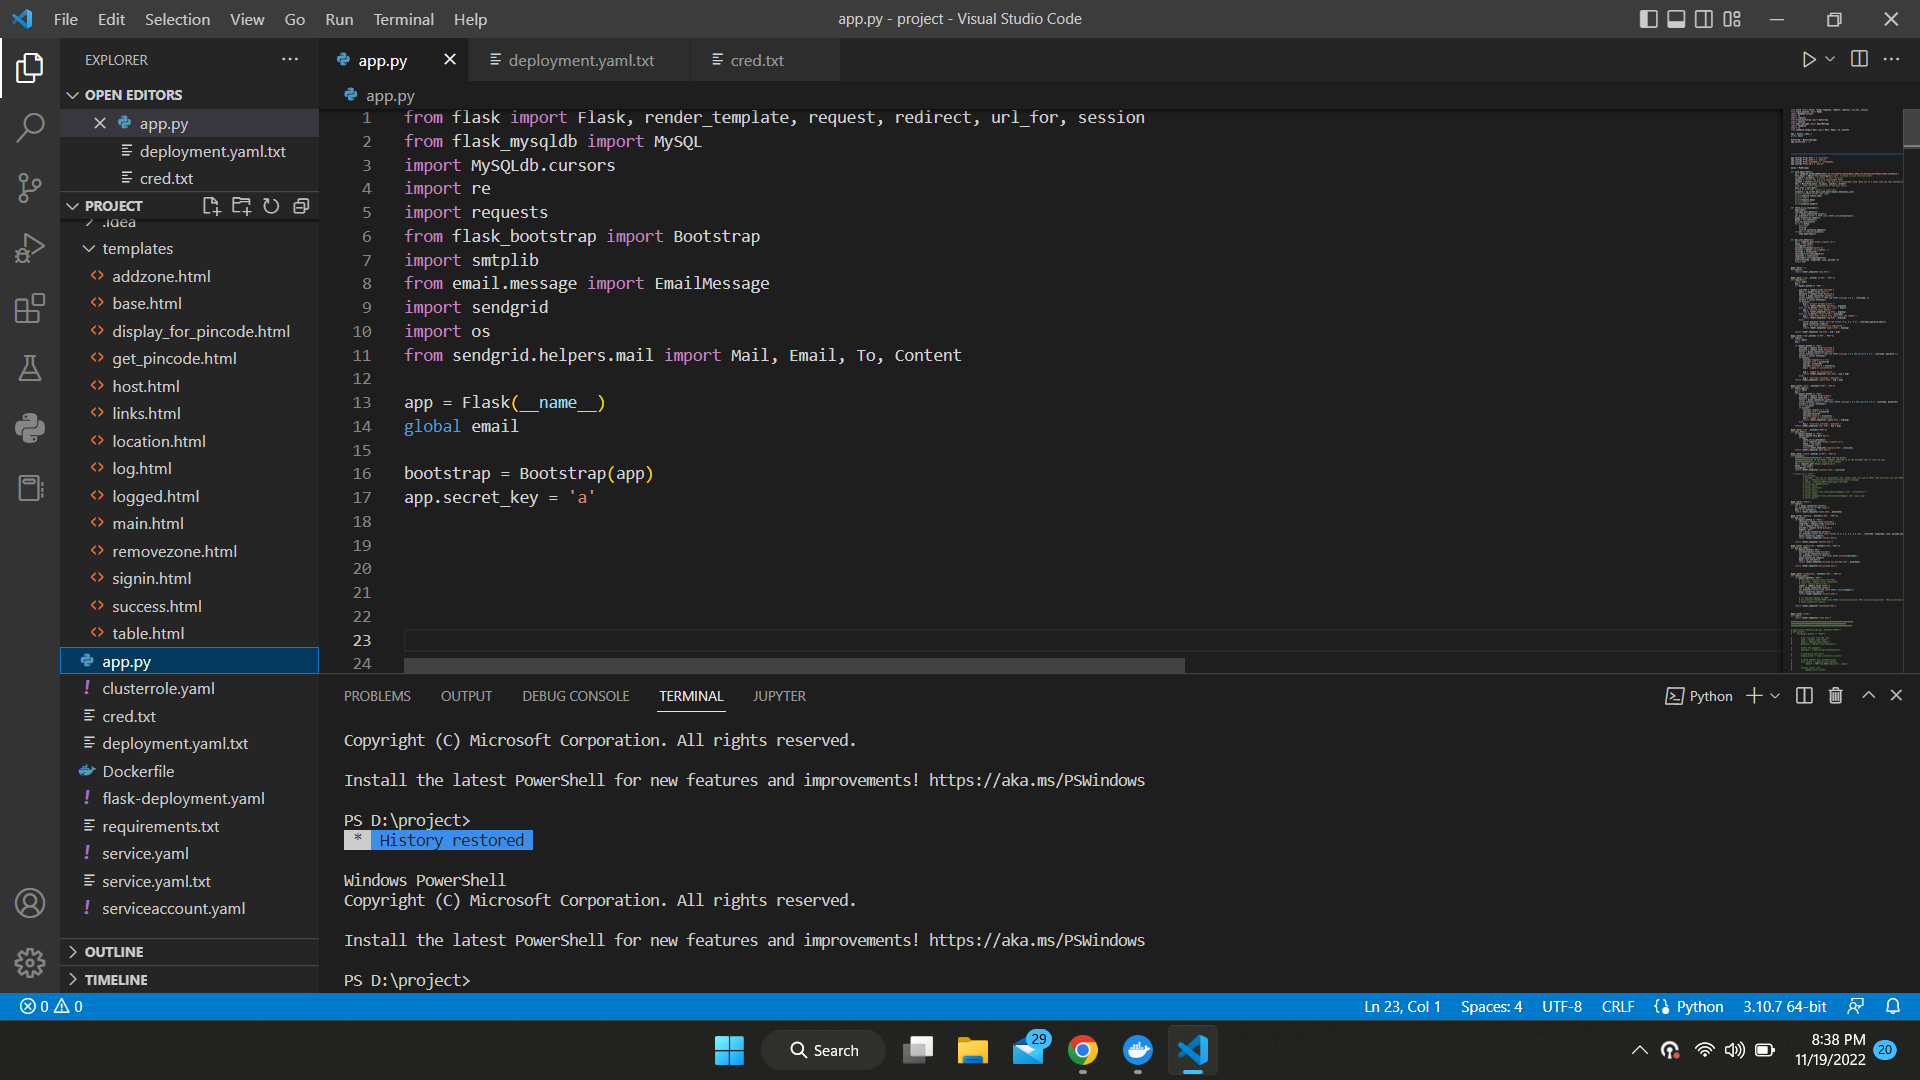 File Edit Selection View Go Run Terminal Help
app.py - project - Visual Studio Code
EXPLORER
OPEN EDITORS
app.py
deployment.yaml.txt
cred.txt
PROJECT
.idea
templates
addzone.html
base.html
display_for_pincode.html
get_pincode.html
host.html
links.html
location.html
log.html
logged.html
main.html
removezone.html
signin.html
success.html
table.html
app.py
clusterrole.yaml
cred.txt
deployment.yaml.txt
Dockerfile
flask-deployment.yaml
requirements.txt
service.yaml
service.yaml.txt
serviceaccount.yaml
OUTLINE
TIMELINE
app.py deployment.yaml.txt cred.txt
app.py
1 from flask import Flask, render_template, request, redirect, url_for, session
2 from flask_mysqldb import MySQL
3 import MySQLdb.cursors
4 import re
5 import requests
6 from flask_bootstrap import Bootstrap
7 import smtplib
8 from email.message import EmailMessage
9 import sendgrid
10 import os
11 from sendgrid.helpers.mail import Mail, Email, To, Content
12
13 app = Flask(__name__)
14 global email
15
16 bootstrap = Bootstrap(app)
17 app.secret_key = 'a'
18
19
20
21
22
23
24
PROBLEMS OUTPUT DEBUG CONSOLE TERMINAL JUPYTER
Python
Copyright (C) Microsoft Corporation. All rights reserved.
Install the latest PowerShell for new features and improvements! https://aka.ms/PSWindows
PS D:\project>
* History restored
Windows PowerShell
Copyright (C) Microsoft Corporation. All rights reserved.
Install the latest PowerShell for new features and improvements! https://aka.ms/PSWindows
PS D:\project>
0 0
Ln 23, Col 1 Spaces: 4 UTF-8 CRLF Python 3.10.7 64-bit
Search
29
8:38 PM
11/19/2022
20